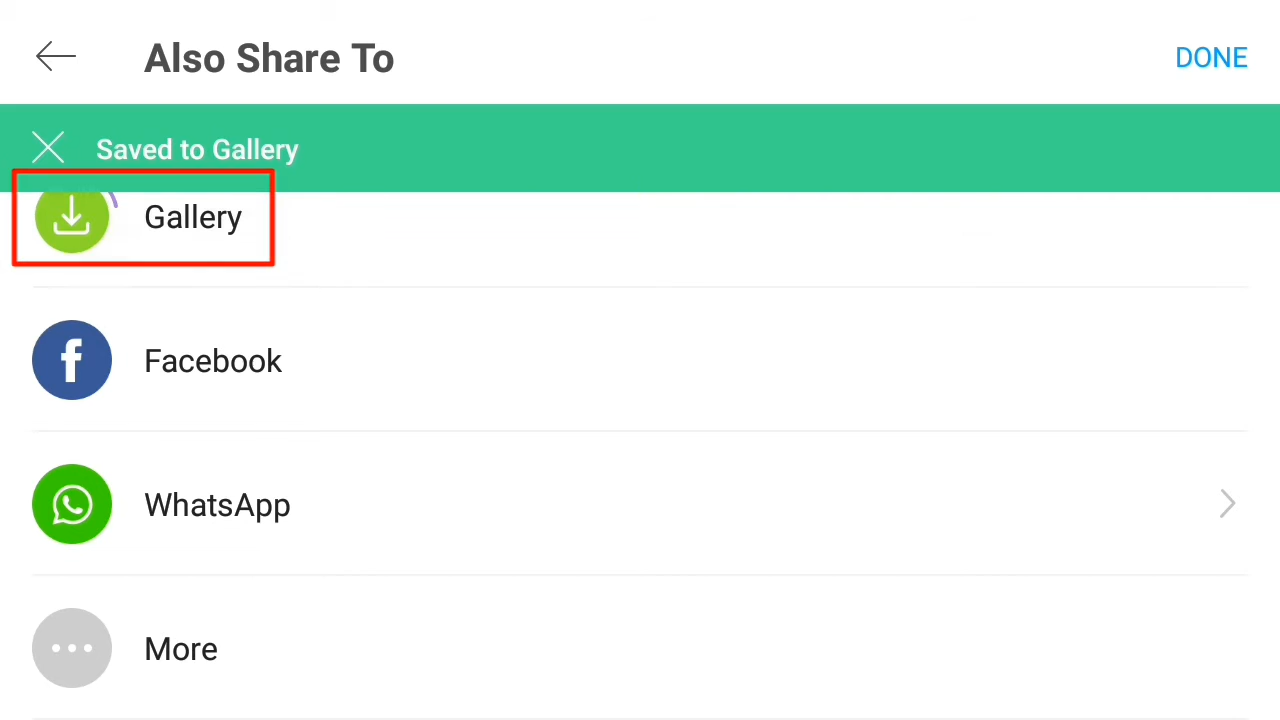 Also Share To
DONE
Saved to Gallery
Gallery
Facebook
WhatsApp
More